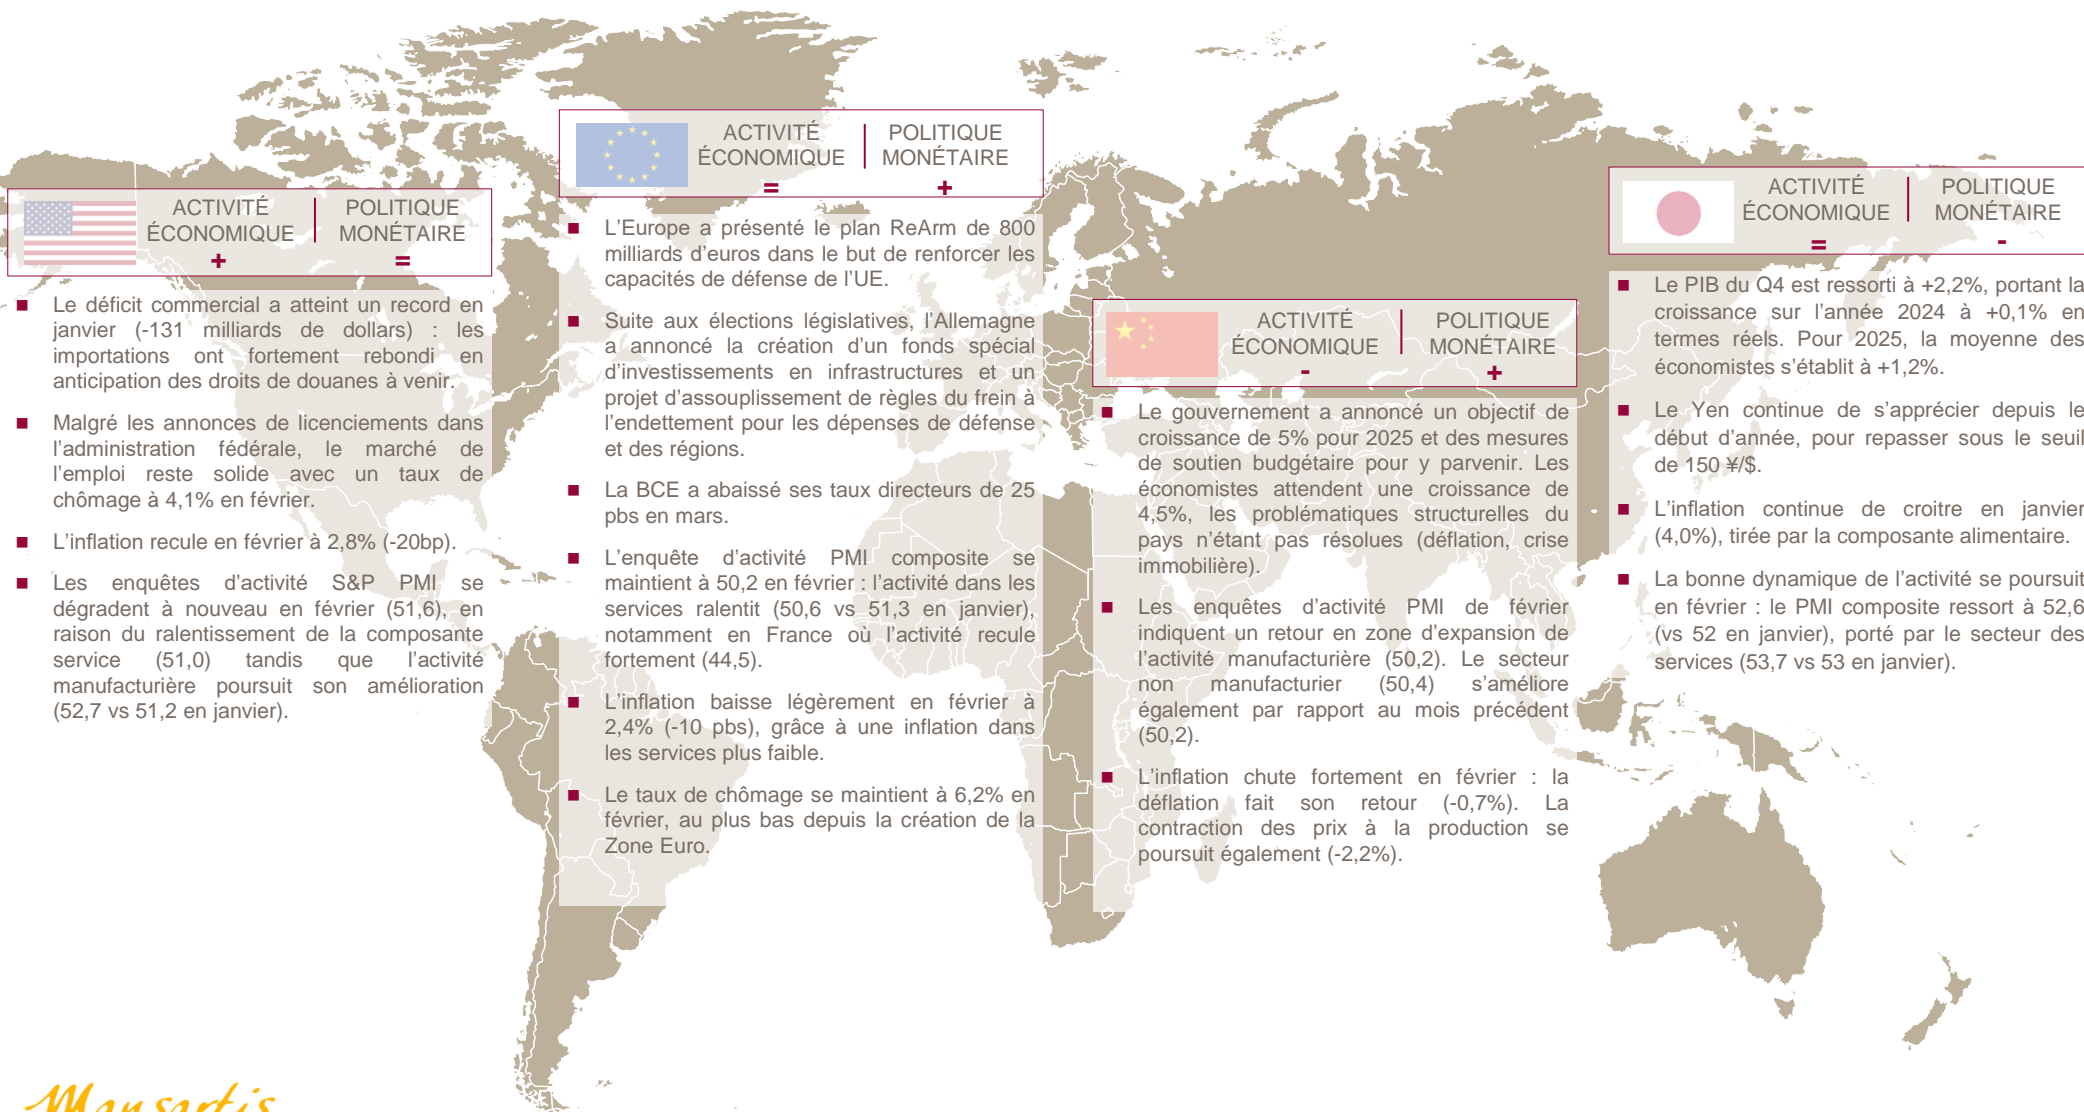 ACTIVITÉ
ÉCONOMIQUE
+
POLITIQUE
MONÉTAIRE
=
Le déficit commercial a atteint un record en
janvier (-131 milliards de dollars) : les
importations ont fortement rebondi en
anticipation des droits de douanes à venir.
Malgré les annonces de licenciements dans
l’administration fédérale, le marché de
l’emploi reste solide avec un taux de
chômage à 4,1% en février.
L’inflation recule en février à 2,8% (-20bp).
Les enquêtes d’activité S&P PMI se
dégradent à nouveau en février (51,6), en
raison du ralentissement de la composante
service (51,0) tandis que l’activité
manufacturière poursuit son amélioration
(52,7 vs 51,2 en janvier).
ACTIVITÉ
ÉCONOMIQUE
=
POLITIQUE
MONÉTAIRE
+
L’Europe a présenté le plan ReArm de 800
milliards d’euros dans le but de renforcer les
capacités de défense de l’UE.
Suite aux élections législatives, l’Allemagne
a annoncé la création d’un fonds spécial
d’investissements en infrastructures et un
projet d’assouplissement de règles du frein à
l’endettement pour les dépenses de défense
et des régions.
La BCE a abaissé ses taux directeurs de 25
pbs en mars.
L’enquête d’activité PMI composite se
maintient à 50,2 en février : l’activité dans les
services ralentit (50,6 vs 51,3 en janvier),
notamment en France où l’activité recule
fortement (44,5).
L’inflation baisse légèrement en février à
2,4% (-10 pbs), grâce à une inflation dans
les services plus faible.
Le taux de chômage se maintient à 6,2% en
février, au plus bas depuis la création de la
Zone Euro.
ACTIVITÉ
ÉCONOMIQUE
-
POLITIQUE
MONÉTAIRE
+
Le gouvernement a annoncé un objectif de
croissance de 5% pour 2025 et des mesures
de soutien budgétaire pour y parvenir. Les
économistes attendent une croissance de
4,5%, les problématiques structurelles du
pays n’étant pas résolues (déflation, crise
immobilière).
Les enquêtes d’activité PMI de février
indiquent un retour en zone d’expansion de
l’activité manufacturière (50,2). Le secteur
non manufacturier (50,4) s’améliore
également par rapport au mois précédent
(50,2).
L’inflation chute fortement en février : la
déflation fait son retour (-0,7%). La
contraction des prix à la production se
poursuit également (-2,2%).
ACTIVITÉ
ÉCONOMIQUE
=
POLITIQUE
MONÉTAIRE
-
Le PIB du Q4 est ressorti à +2,2%, portant la
croissance sur l’année 2024 à +0,1% en
termes réels. Pour 2025, la moyenne des
économistes s’établit à +1,2%.
Le Yen continue de s’apprécier depuis le
début d’année, pour repasser sous le seuil
de 150 ¥/$.
L’inflation continue de croitre en janvier
(4,0%), tirée par la composante alimentaire.
La bonne dynamique de l’activité se poursuit
en février : le PMI composite ressort à 52,6
(vs 52 en janvier), porté par le secteur des
services (53,7 vs 53 en janvier).
Mansartis